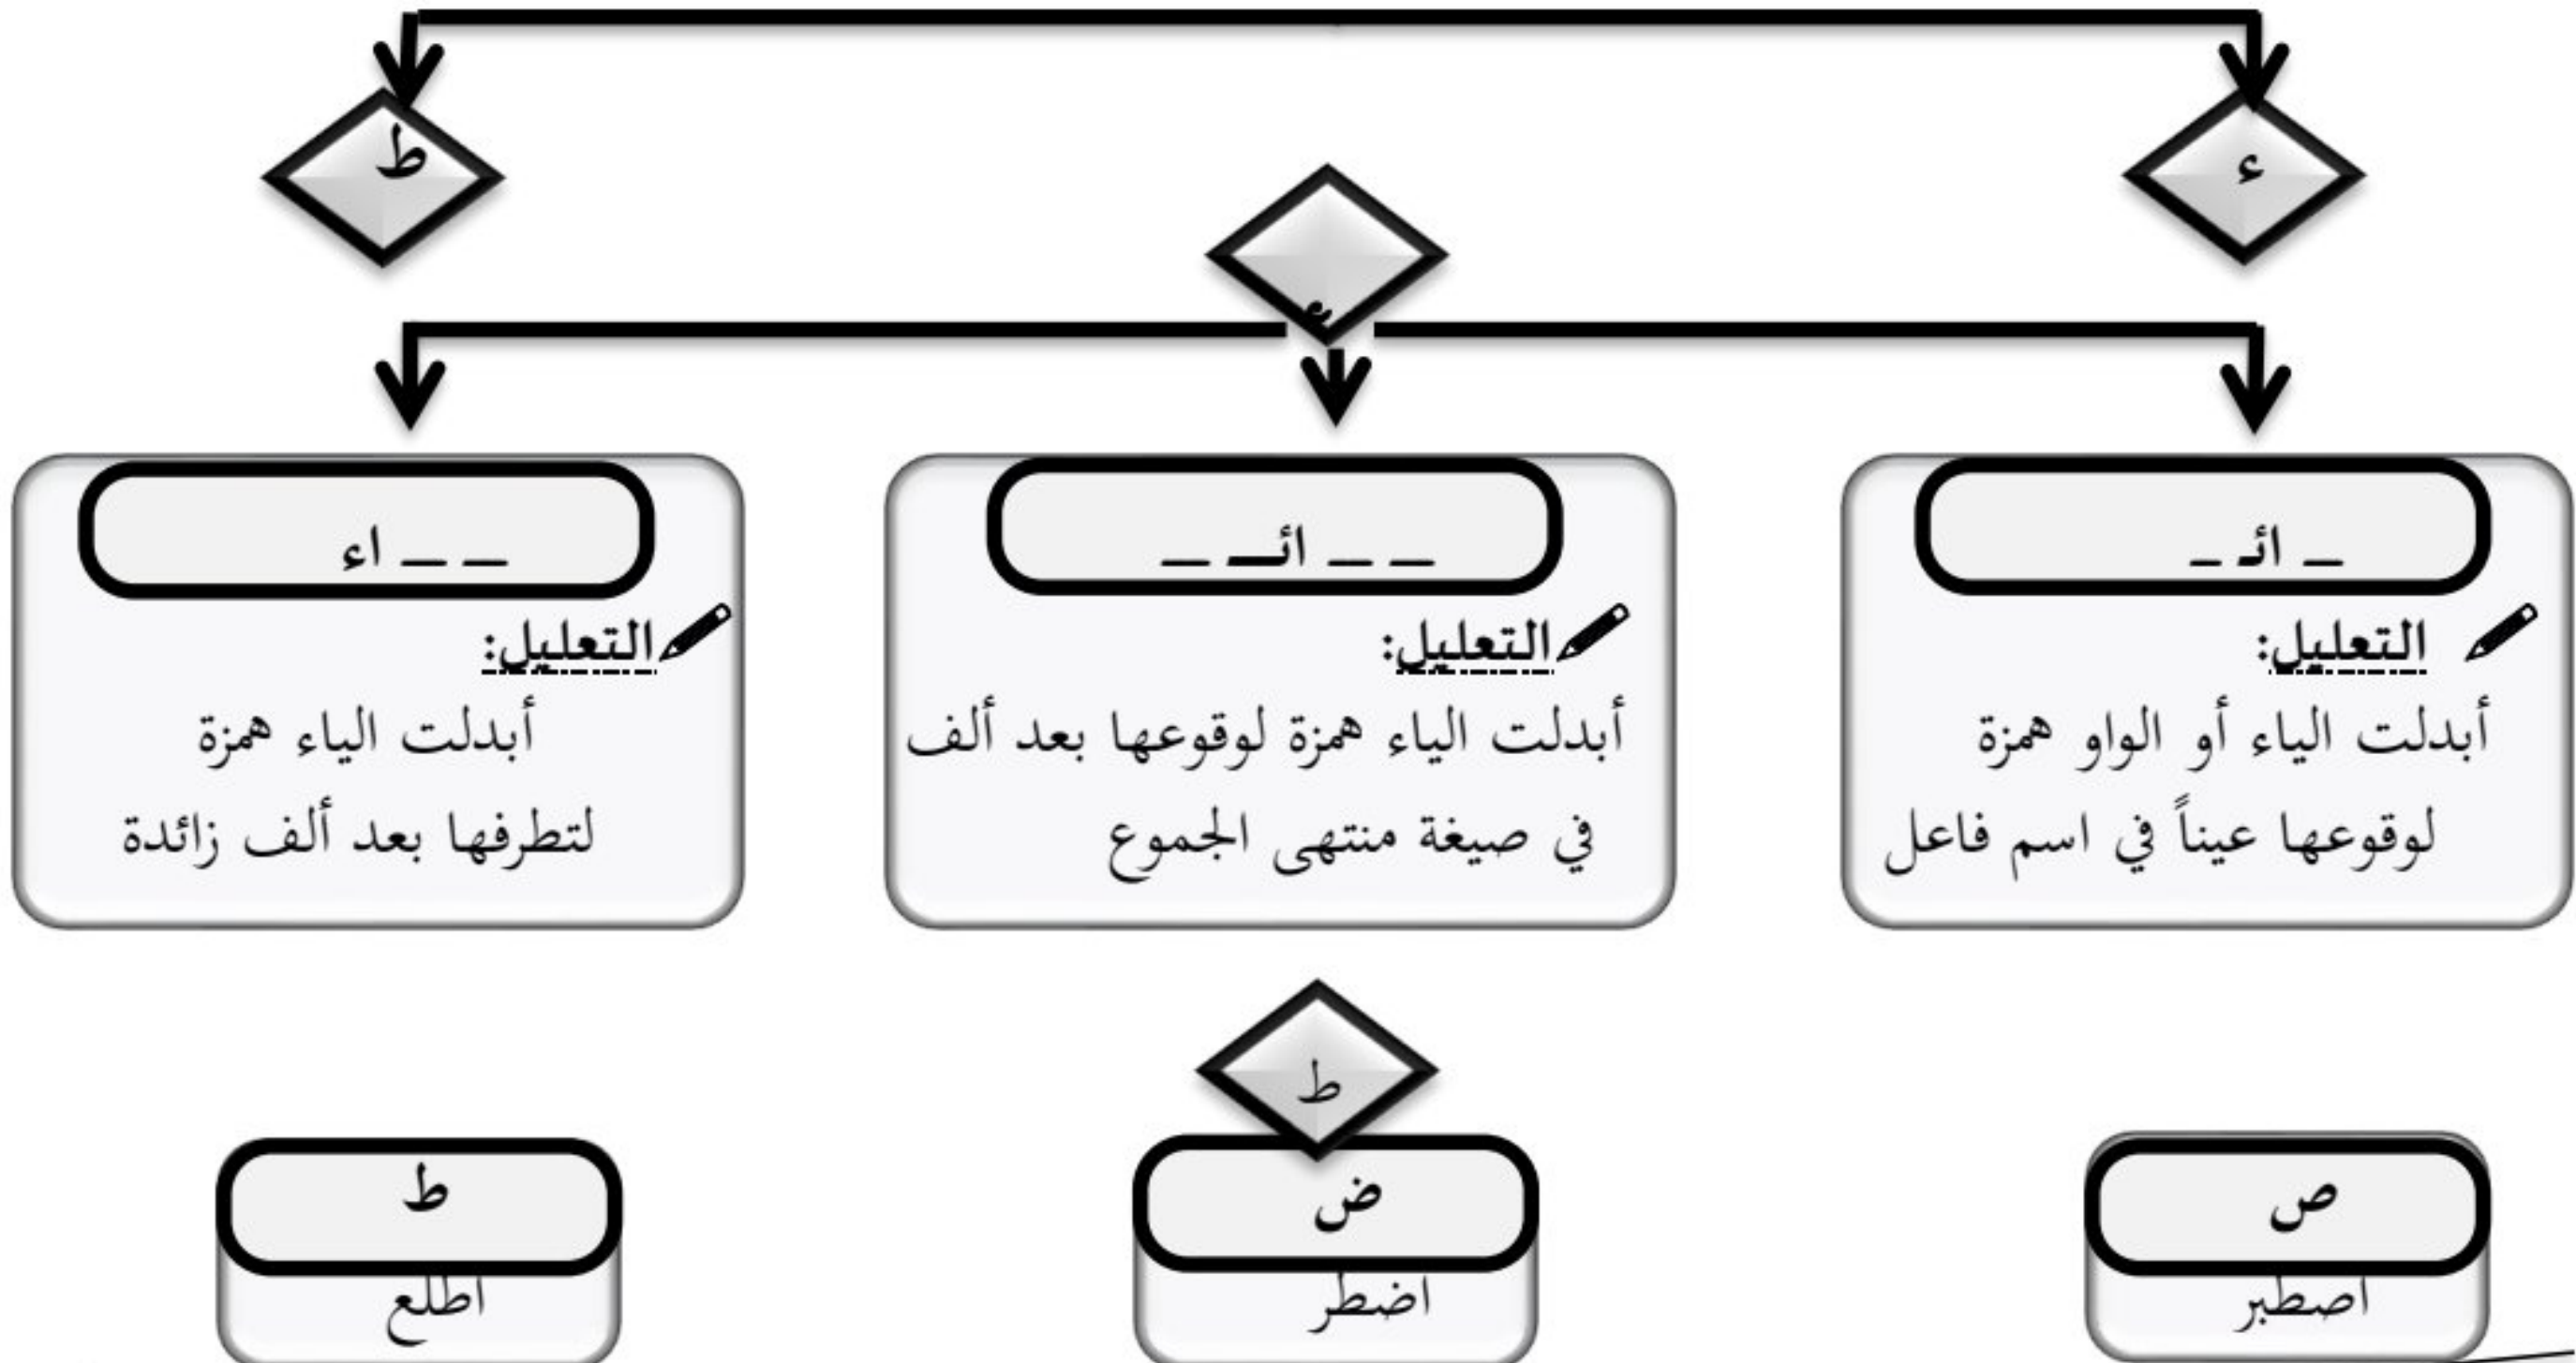 ء
ط
ء
ـ ائـ ـ
التعليل:
أبدلت الياء أو الواو همزة
لوقوعها عيناً في اسم فاعل
ـ ـ ائـ ـ
التعليل:
أبدلت الياء همزة لوقوعها بعد ألف
في صيغة منتهى الجموع
ـ ـ اء
التعليل:
أبدلت الياء همزة
لتطرفها بعد ألف زائدة
ط
ص
اصطبر
ض
اضطر
ط
اطلع